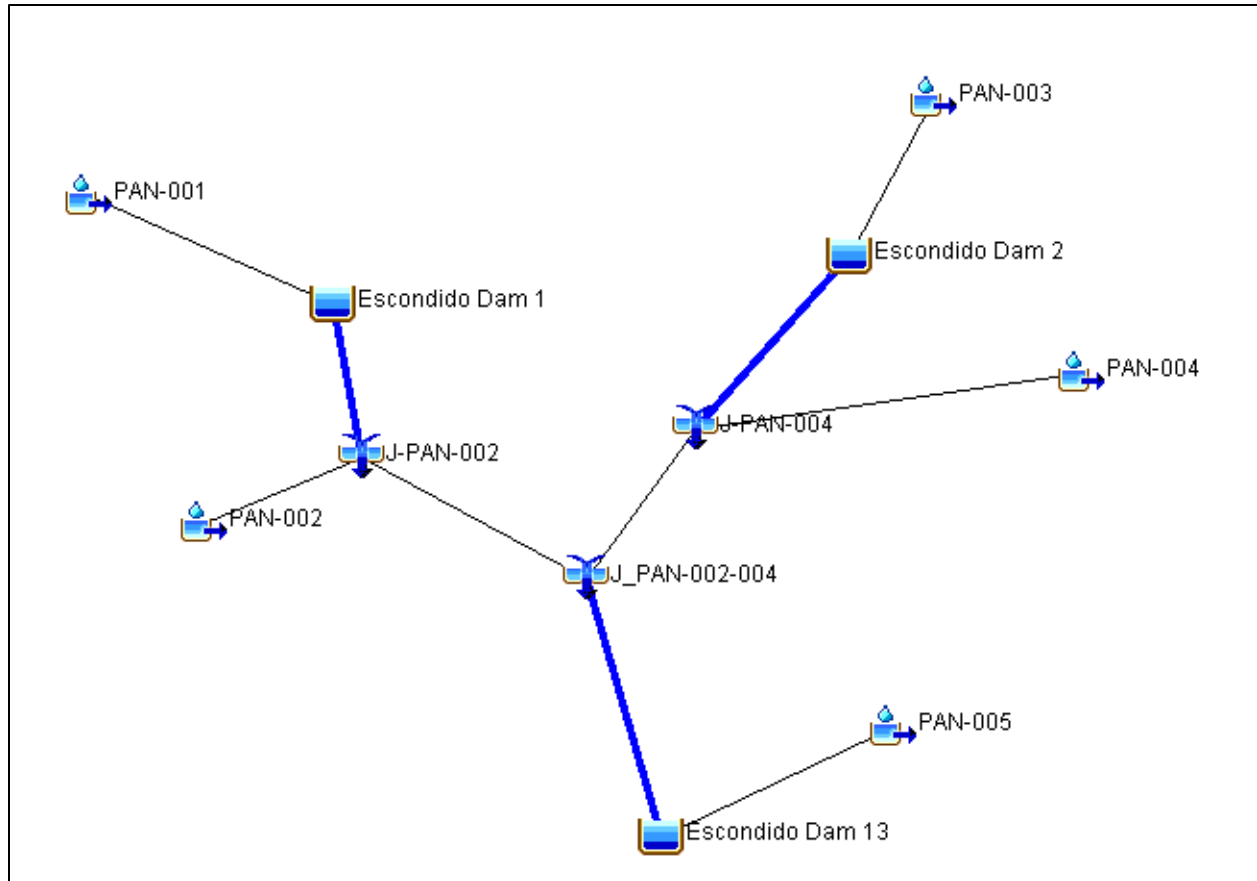 PAN-003
PAN-001
Escondido Dam 2
Escondido Dam 1
PAN-004
J-PAN-004
J-PAN-002
PAN-002
J_PAN-002-004
PAN-005
Escondido Dam 13